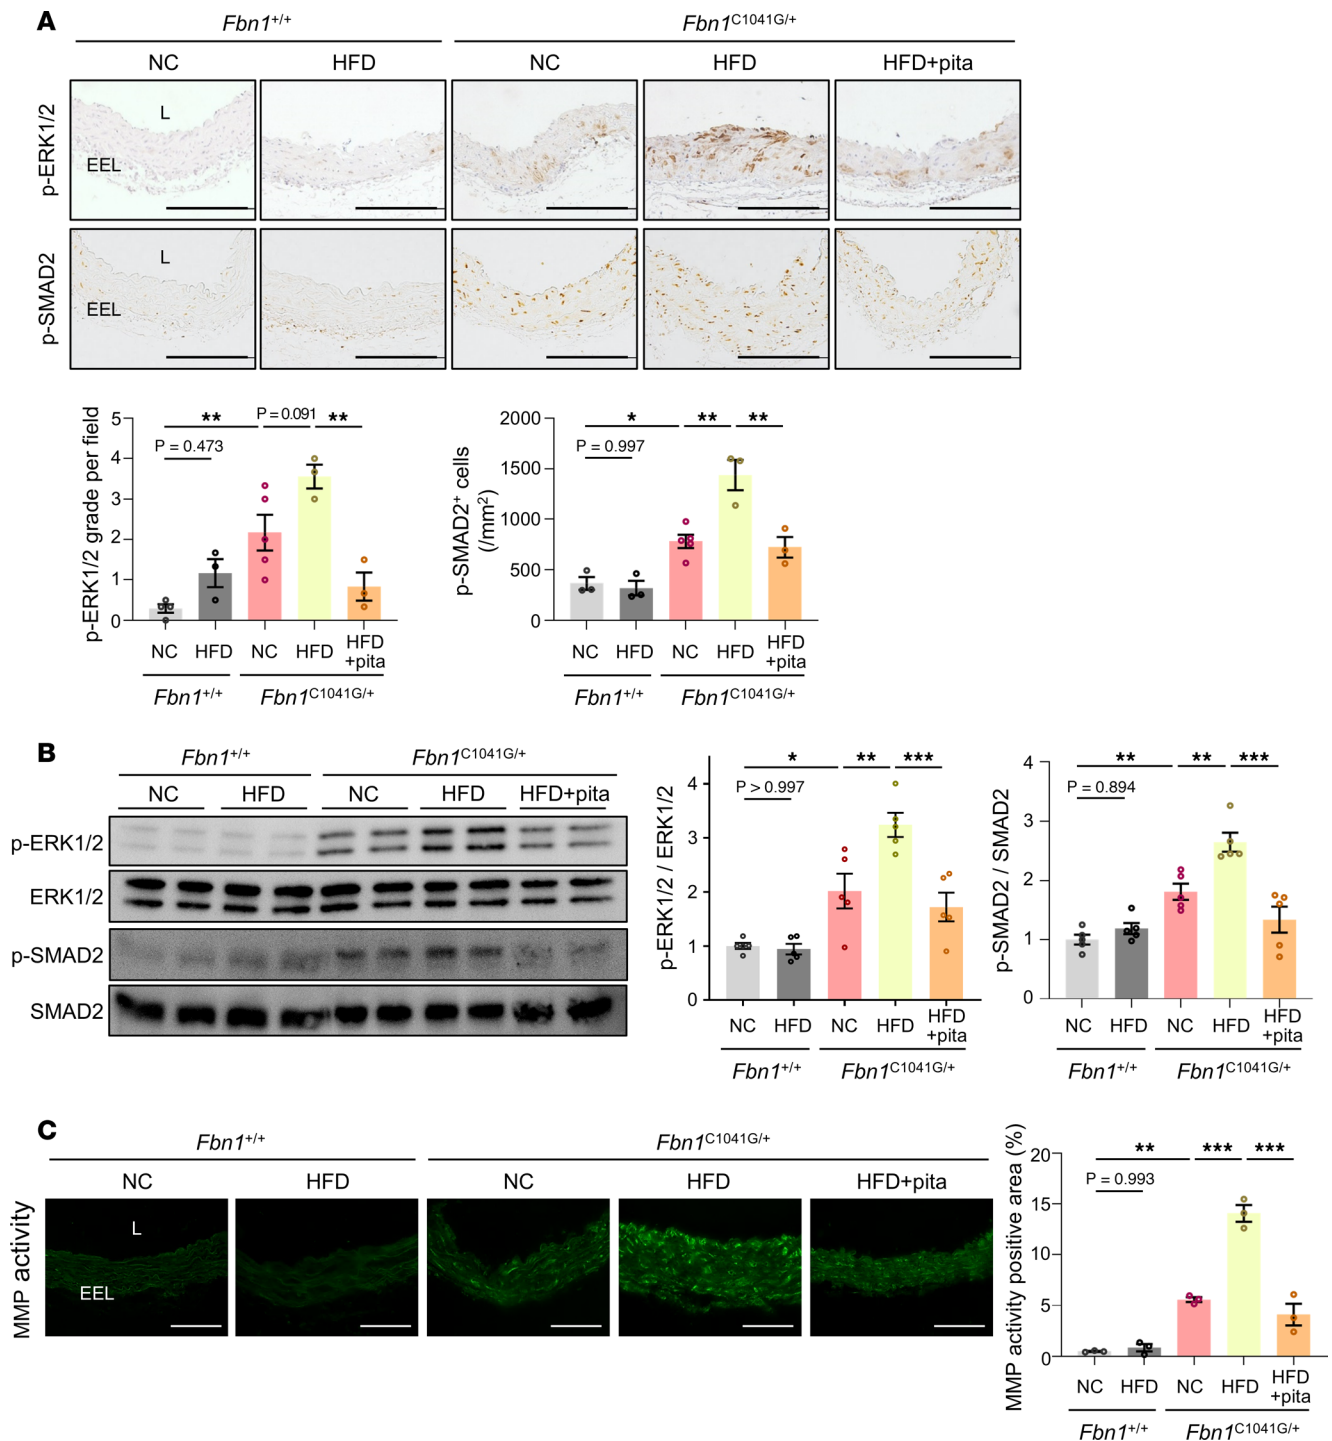 A
Fbn1+/+
Fbn1C1041G/+
NC
HFD
NC
HFD
HFD+pita
p-ERK1/2
L
EEL
p-SMAD2
L
EEL
p-ERK1/2 grade per field
5
4
3
2
1
0
**
P = 0.091
**
P = 0.473
NC
HFD
NC
HFD
HFD
+pita
Fbn1+/+
Fbn1C1041G/+
p-SMAD2+ cells
(/mm2)
2000
1500
1000
500
0
*
**
**
P = 0.997
NC
HFD
NC
HFD
HFD
+pita
Fbn1+/+
Fbn1C1041G/+
B
Fbn1+/+
Fbn1C1041G/+
NC
HFD
NC
HFD
HFD+pita
p-ERK1/2
ERK1/2
p-SMAD2
SMAD2
p-ERK1/2 / ERK1/2
4
3
2
1
0
*
**
***
P > 0.997
NC
HFD
NC
HFD
HFD
+pita
Fbn1+/+
Fbn1C1041G/+
p-SMAD2 / SMAD2
4
3
2
1
0
**
**
***
P = 0.894
NC
HFD
NC
HFD
HFD
+pita
Fbn1+/+
Fbn1C1041G/+
C
Fbn1+/+
Fbn1C1041G/+
NC
HFD
NC
HFD
HFD+pita
MMP activity
L
EEL
MMP activity positive area (%)
20
15
10
5
0
**
***
***
P = 0.993
NC
HFD
NC
HFD
HFD
+pita
Fbn1+/+
Fbn1C1041G/+